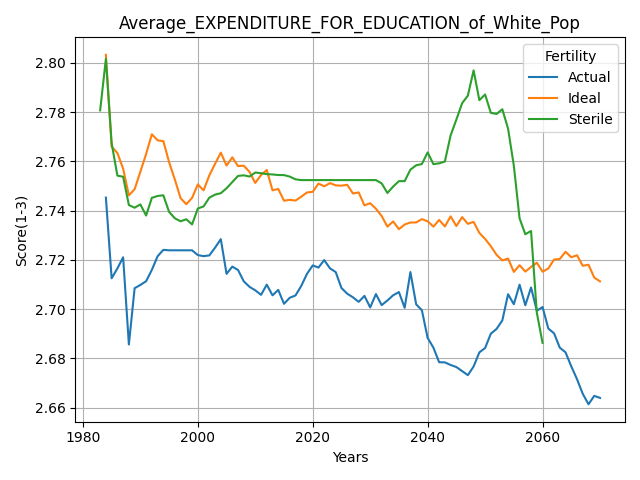 Average_EXPENDITURE_FOR_EDUCATION_of_White_Pop
Fertility
Actual
Ideal
Sterile
Score(1-3)
2.80
2.78
2.76
2.74
2.72
2.70
2.68
2.66
1980
2000
2020
2040
2060
Years